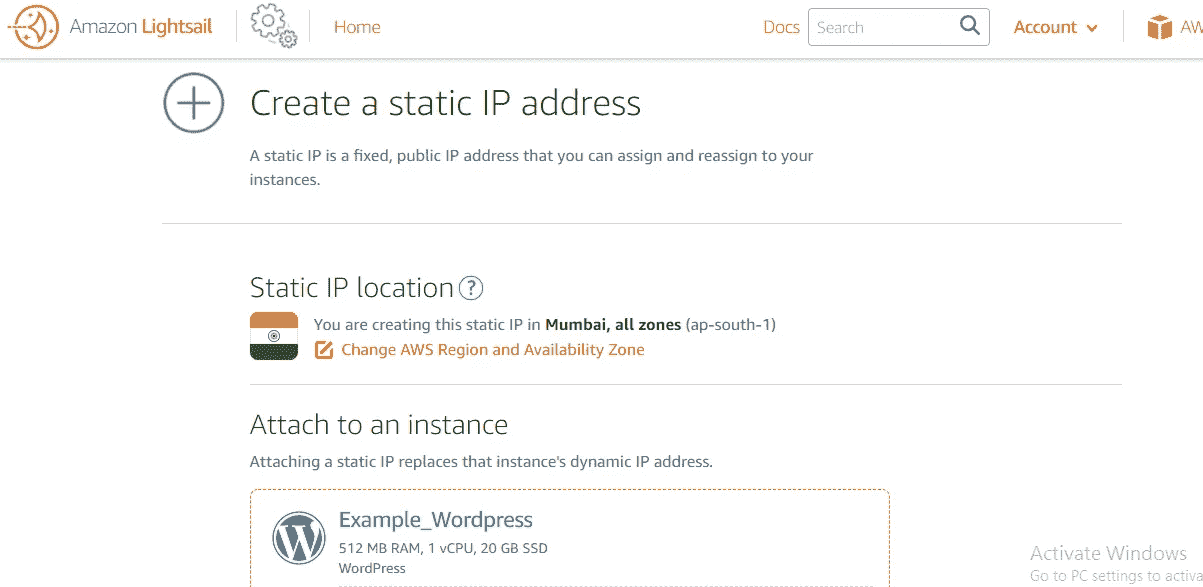 Amazon Lightsail
Home
Docs
Search
Account
Create a static IP address
A static IP is a fixed, public IP address that you can assign and reassign to your
instances.
Static IP location ?
You are creating this static IP in Mumbai, all zones (ap-south-1)
Change AWS Region and Availability Zone
Attach to an instance
Attaching a static IP replaces that instance's dynamic IP address.
Example_Wordpress
512 MB RAM, 1 vCPU, 20 GB SSD
WordPress
Activate Windows
Go to PC settings to